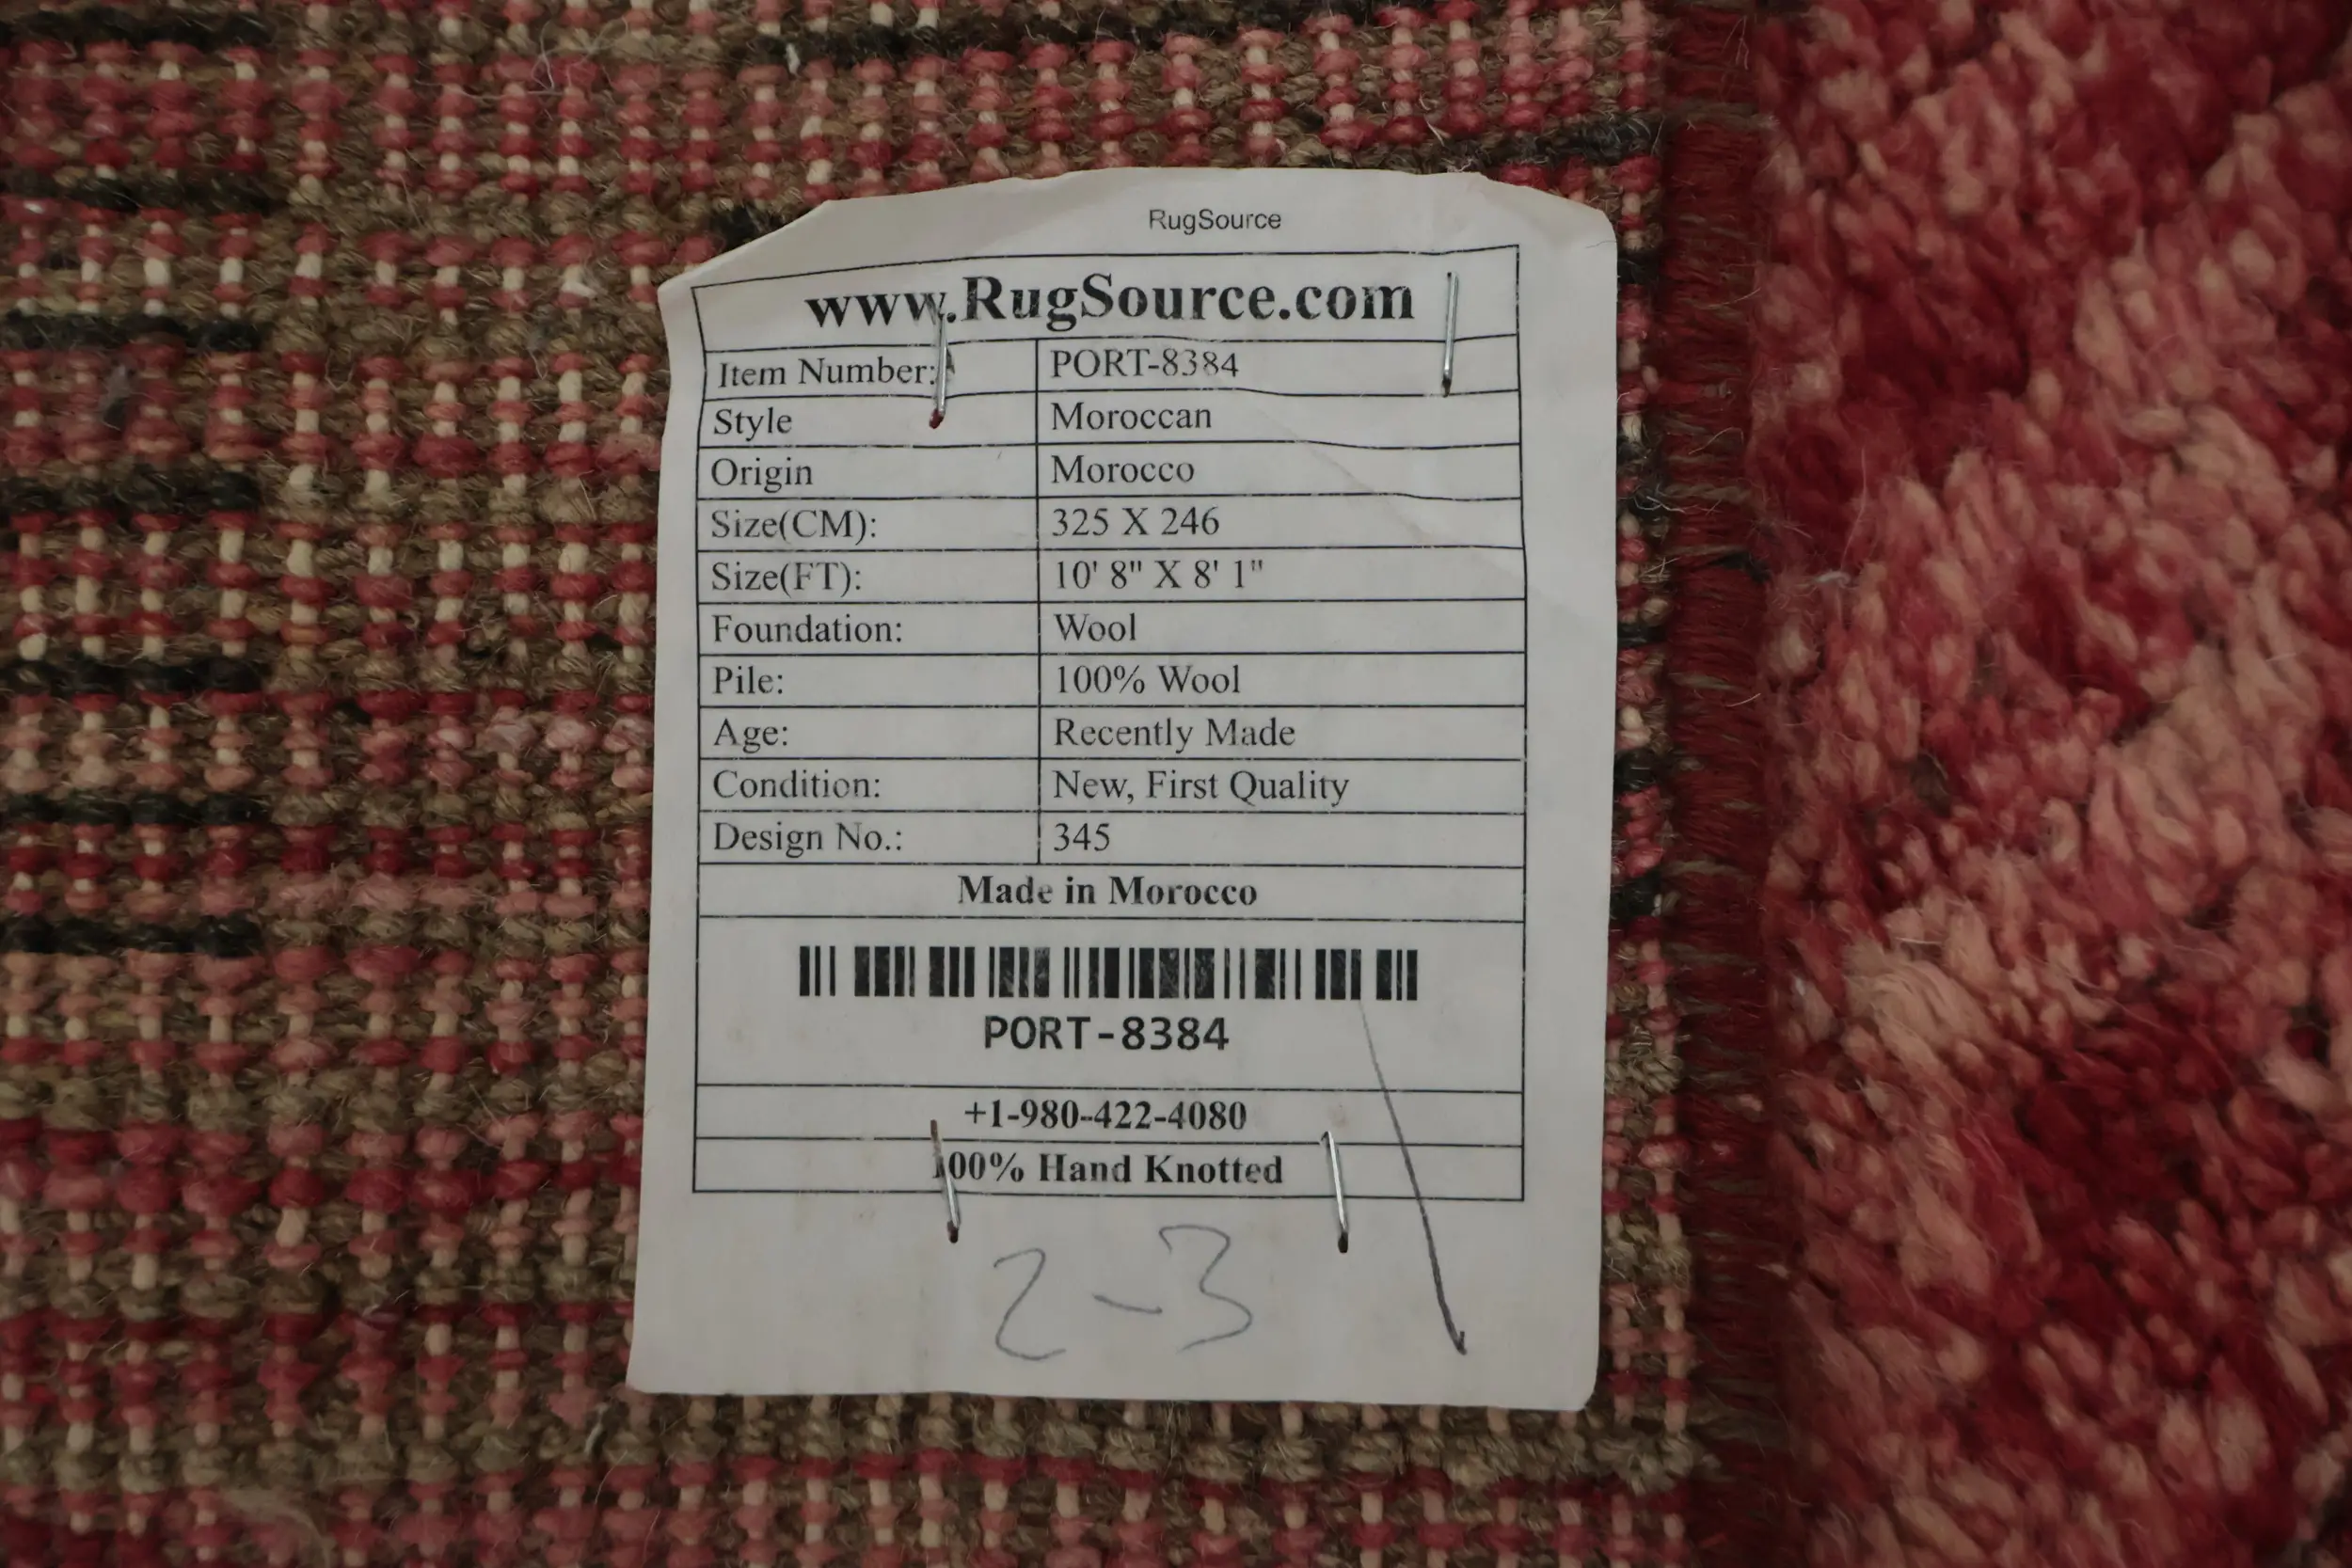 RugSource
www.RugSource.com
Item Number: PORT-8384
Style Moroccan
Origin Morocco
Size(CM): 325 X 246
Size(FT): 10' 8" X 8' 1"
Foundation: Wool
Pile: 100% Wool
Age: Recently Made
Condition: New, First Quality
Design No.: 345
Made in Morocco
PORT-8384
+1-980-422-4080
100% Hand Knotted
2-3